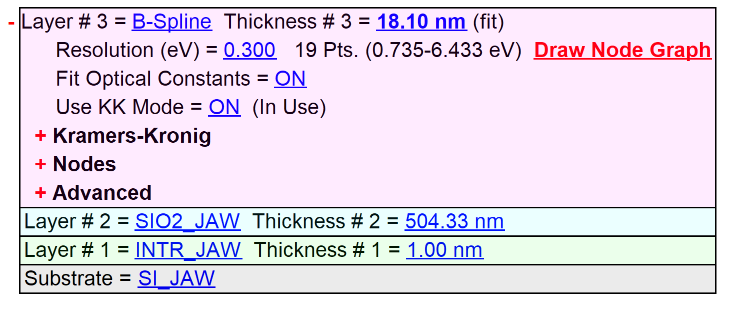 - Layer # 3 = B-Spline Thickness # 3 = 18.10 nm (fit)
Resolution (eV) = 0.300 19 Pts. (0.735-6.433 eV) Draw Node Graph
Fit Optical Constants = ON
Use KK Mode = ON (In Use)
+ Kramers-Kronig
+ Nodes
+ Advanced
Layer # 2 = SIO2_JAW Thickness # 2 = 504.33 nm
Layer # 1 = INTR_JAW Thickness # 1 = 1.00 nm
Substrate = SI_JAW